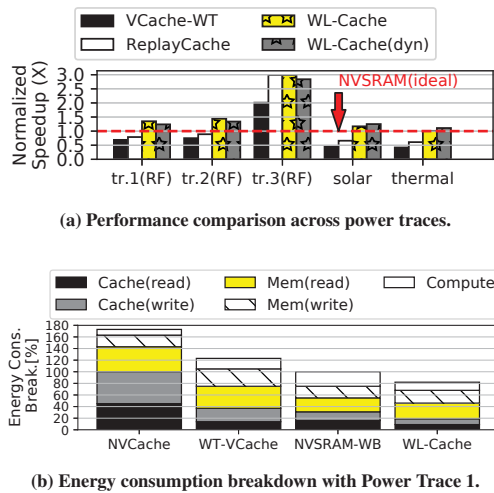 VCache-WT
WL-Cache
ReplayCache
WL-Cache(dyn)
Normalized
Speedup (X)
3.0
2.5
2.0
1.5
1.0
0.5
0.0
NVSRAM(ideal)
tr.1(RF)
tr.2(RF)
tr.3(RF)
solar
thermal
(a) Performance comparison across power traces.
Cache(read)
Mem(read)
Compute
Cache(write)
Mem(write)
Energy Cons.
Break.[%]
180
160
140
120
100
80
60
40
20
0
NVCache
WT-VCache
NVSRAM-WB
WL-Cache
(b) Energy consumption breakdown with Power Trace 1.